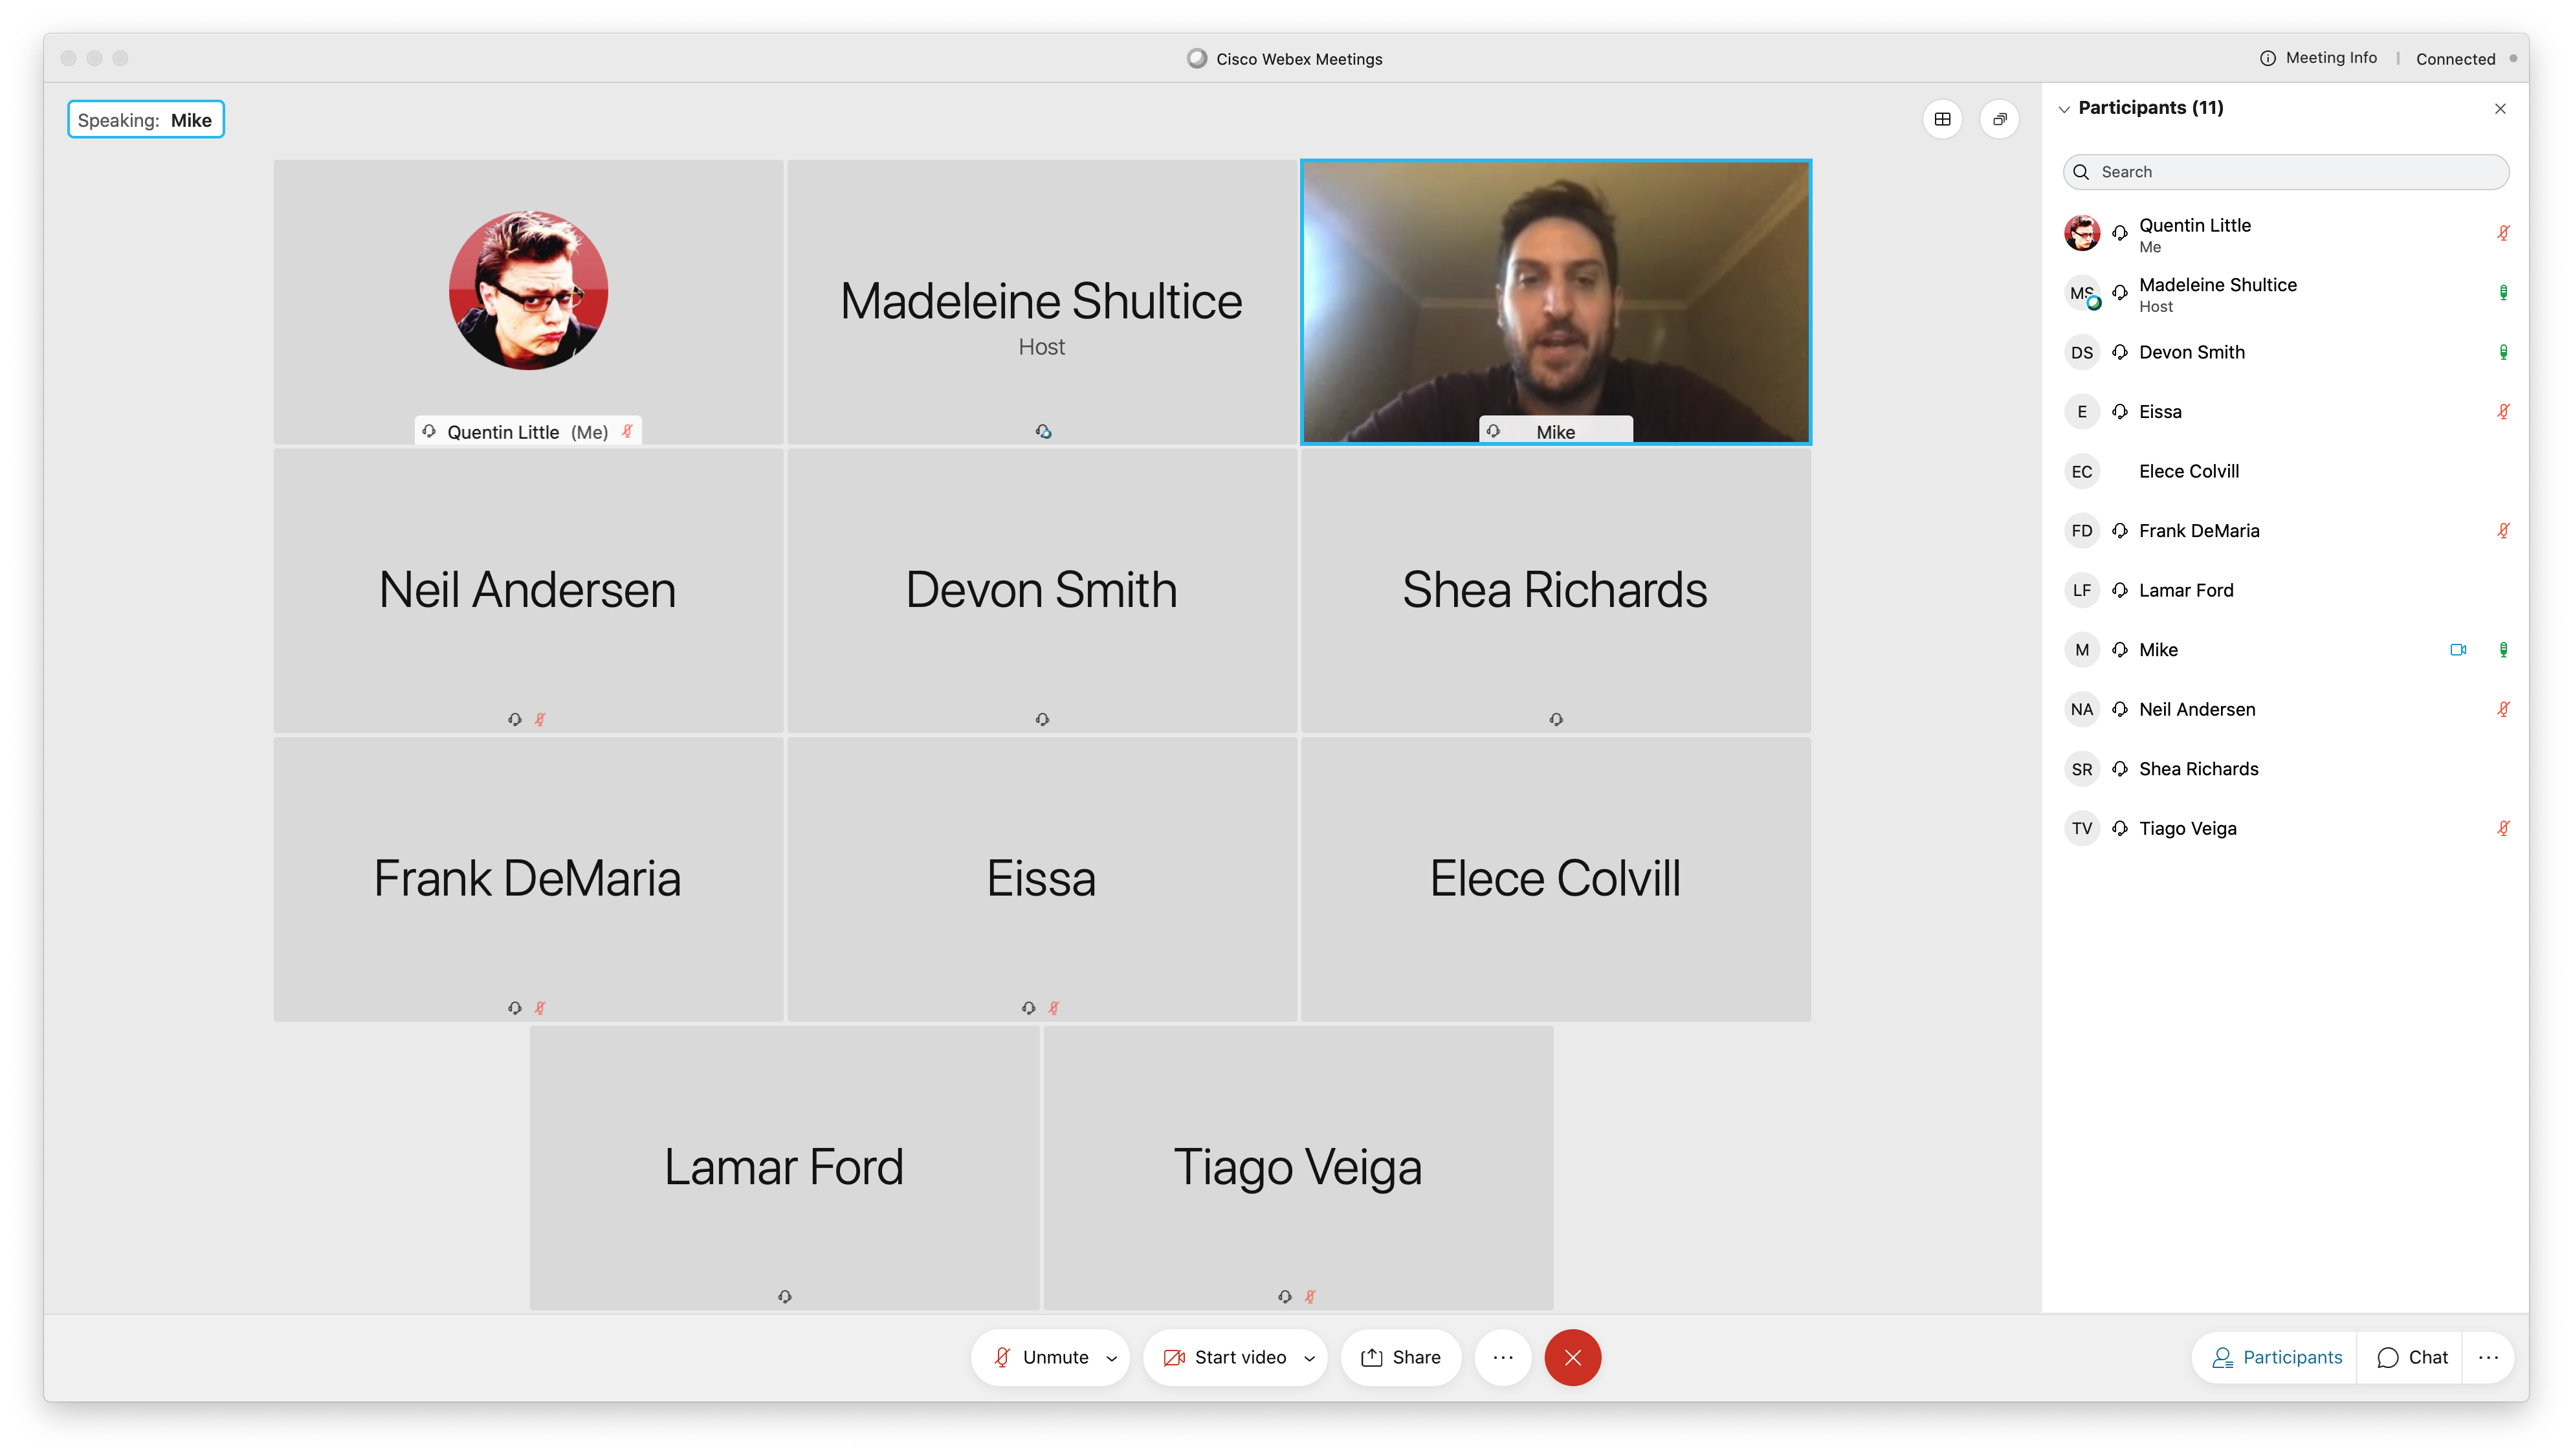 Cisco Webex Meetings
Meeting Info | Connected
Speaking: Mike
Quentin Little (Me)
Madeleine Shultice
Host
Mike
Neil Andersen
Devon Smith
Shea Richards
Frank DeMaria
Eissa
Elece Colvill
Lamar Ford
Tiago Veiga
Participants (11)
Search
Quentin Little
Me
MS Madeleine Shultice
Host
DS Devon Smith
E Eissa
EC Elece Colvill
FD Frank DeMaria
LF Lamar Ford
M Mike
NA Neil Andersen
SR Shea Richards
TV Tiago Veiga
Unmute
Start video
Share
Participants
Chat